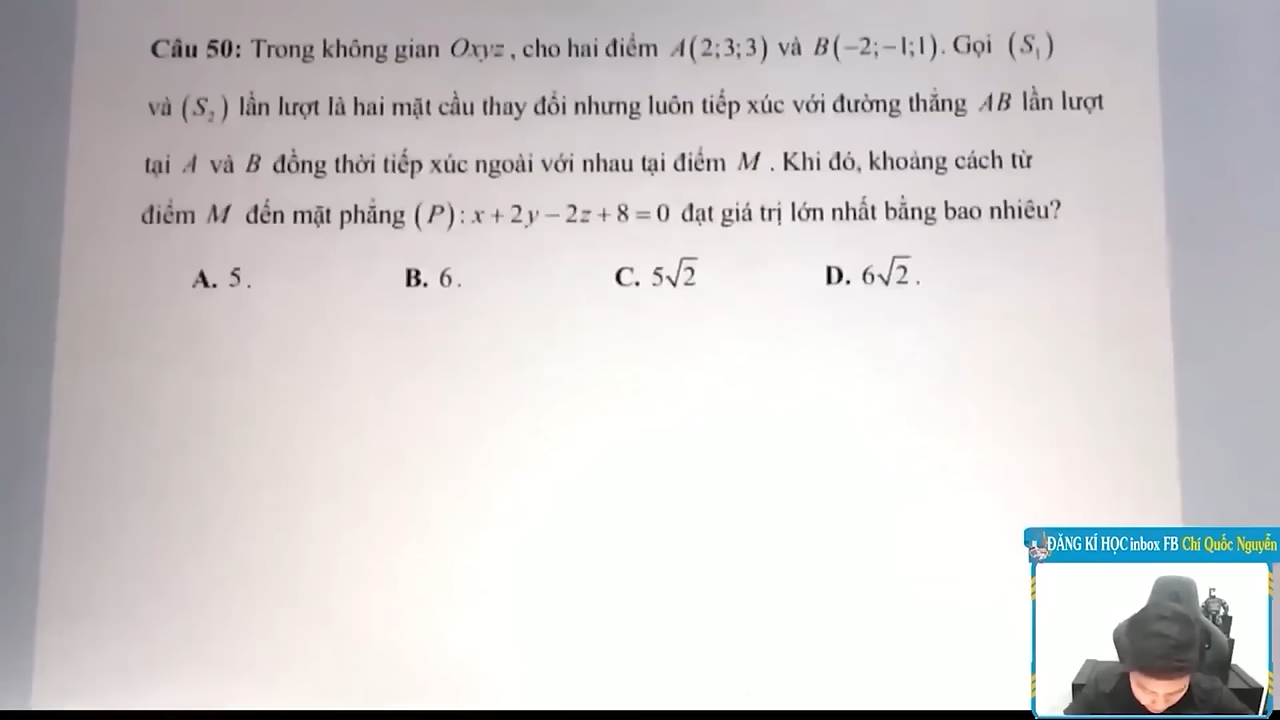 Câu 50: Trong không gian Oxyz, cho hai điểm A(2;3;3) và B(−2;−1;1). Gọi (S₁)
và (S₂) lần lượt là hai mặt cầu thay đổi nhưng luôn tiếp xúc với đường thẳng AB lần lượt
tại A và B đồng thời tiếp xúc ngoài với nhau tại điểm M. Khi đó, khoảng cách từ
điểm M đến mặt phẳng (P): x + 2y − 2z + 8 = 0 đạt giá trị lớn nhất bằng bao nhiêu?
A. 5. B. 6. C. 5√2 D. 6√2.
ĐĂNG KÍ HỌC inbox FB Chí Quốc Nguyễn